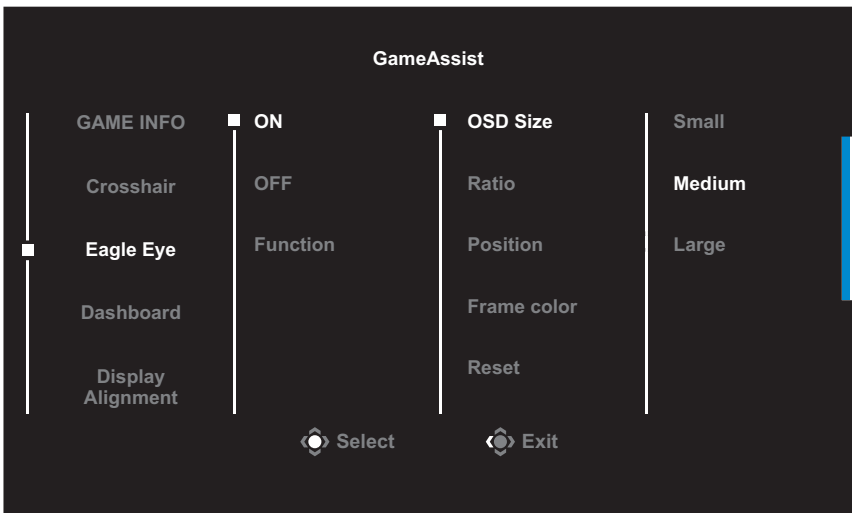 GameAssist
GAME INFO
Crosshair
Eagle Eye
Dashboard
Display
Alignment
ON
OFF
Function
OSD Size
Ratio
Position
Frame color
Reset
Small
Medium
Large
Select
Exit